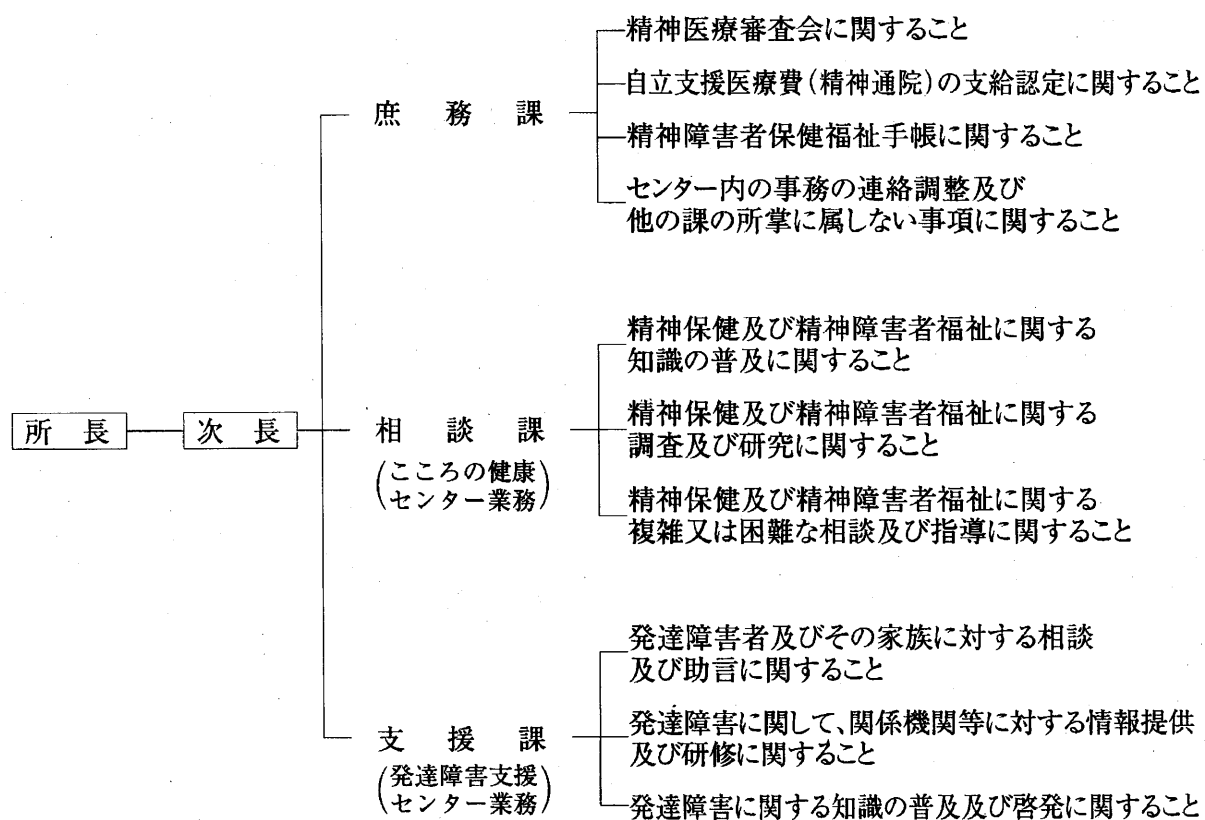 精神医療審査会に関すること
自立支援医療費(精神通院)の支給認定に関すること
庶務課
精神障害者保健福祉手帳に関すること
センター内の事務の連絡調整及び
他の課の所掌に属しない事項に関すること
精神保健及び精神障害者福祉に関する
知識の普及に関すること
所長
次長
相談課
(こころの健康
センター業務)
精神保健及び精神障害者福祉に関する
調査及び研究に関すること
精神保健及び精神障害者福祉に関する
複雑又は困難な相談及び指導に関すること
発達障害者及びその家族に対する相談
及び助言に関すること
支援課
(発達障害支援
センター業務)
発達障害に関して、関係機関等に対する情報提供
及び研修に関すること
発達障害に関する知識の普及及び啓発に関すること